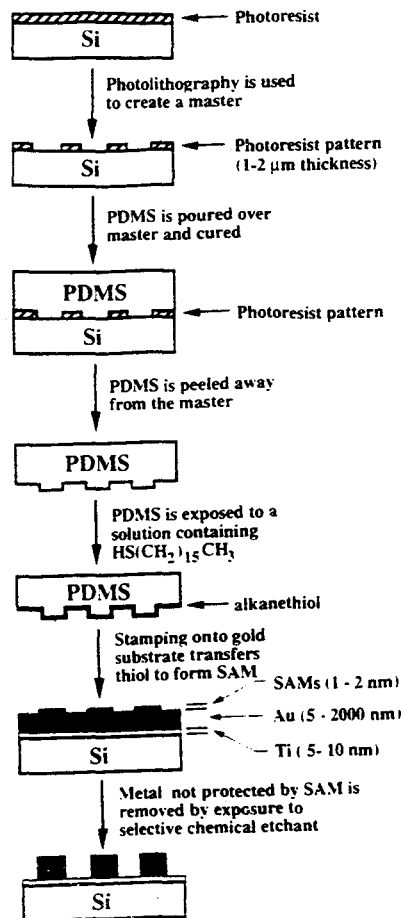 Photoresist
Si
Photolithography is used
to create a master
Photoresist pattern
(1-2 μm thickness)
Si
PDMS is poured over
master and cured
PDMS
Photoresist pattern
Si
PDMS is peeled away
from the master
PDMS
PDMS is exposed to a
solution containing
HS(CH2)15CH3
PDMS
alkanethiol
Stamping onto gold
substrate transfers
thiol to form SAM
SAMs (1 - 2 nm)
Au (5 - 2000 nm)
Ti ( 5- 10 nm)
Si
Metal not protected by SAM is
removed by exposure to
selective chemical etchant
Si